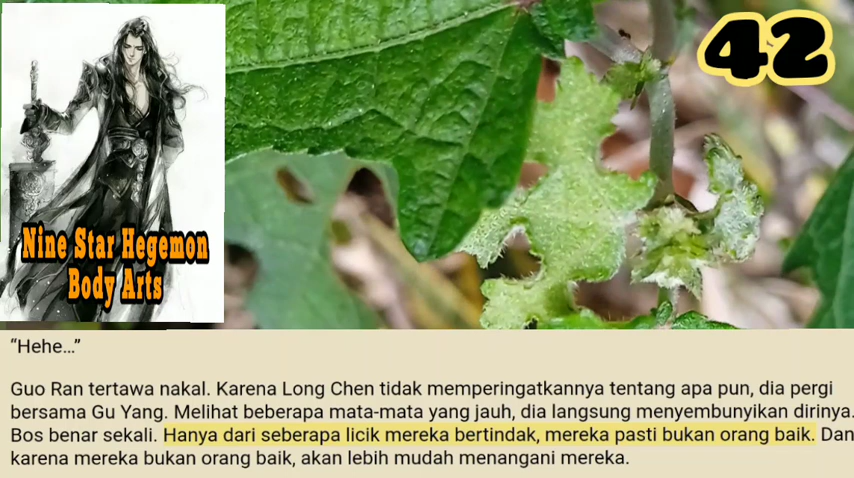 42
Nine Star Hegemon
Body Arts
“Hehe...”
Guo Ran tertawa nakal. Karena Long Chen tidak memperingatkannya tentang apa pun, dia pergi
bersama Gu Yang. Melihat beberapa mata-mata yang jauh, dia langsung menyembunyikan dirinya.
Bos benar sekali. Hanya dari seberapa licik mereka bertindak, mereka pasti bukan orang baik. Dan
karena mereka bukan orang baik, akan lebih mudah menangani mereka.